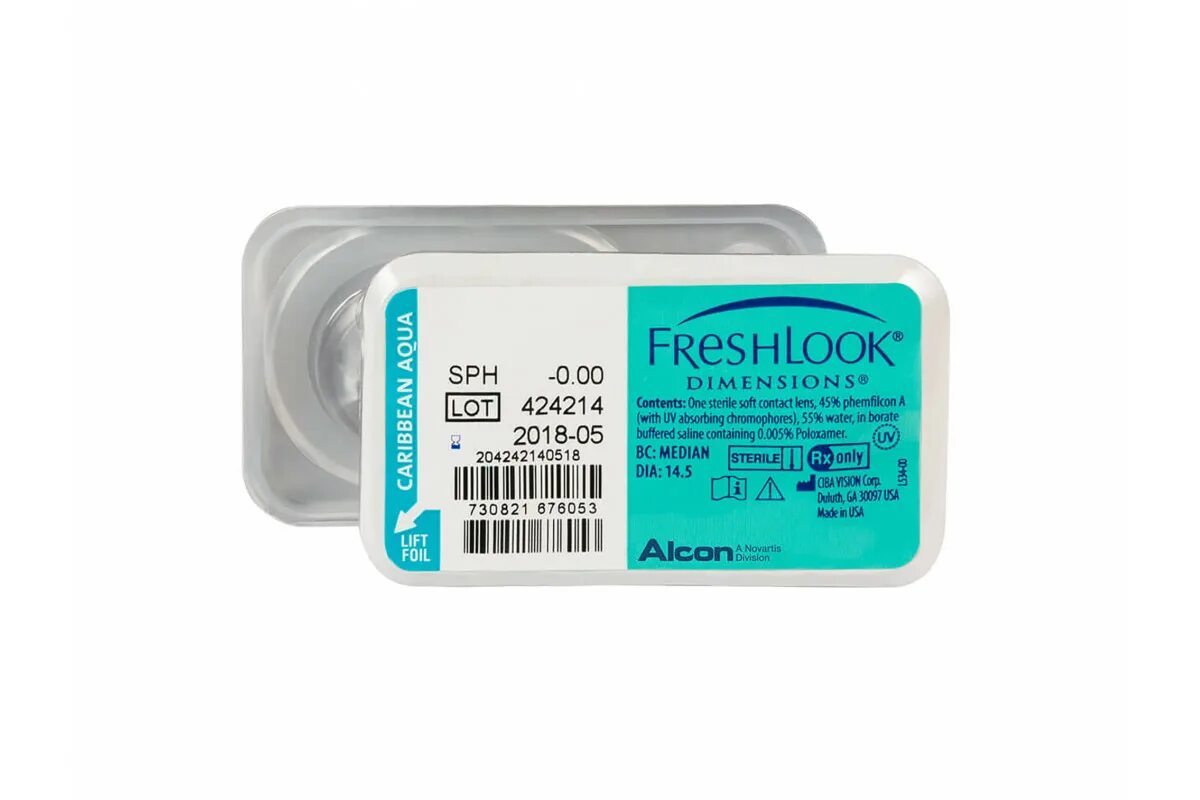 CARIBBEAN AQUA
LIFT
FOIL
SPH -0.00
LOT 424214
2018-05
204242140518
730821 676053
FRESHLOOK®
DIMENSIONS®
Contents: One sterile soft contact lens, 45% phemfilcon A
(with UV absorbing chromophores), 55% water, in borate
buffered saline containing 0.005% Poloxamer.
UV
BC: MEDIAN
DIA: 14.5
STERILE
Rx only
CIBA VISION Corp.
Duluth, GA 30097 USA
Made in USA
L534-00
Alcon A Novartis
Division